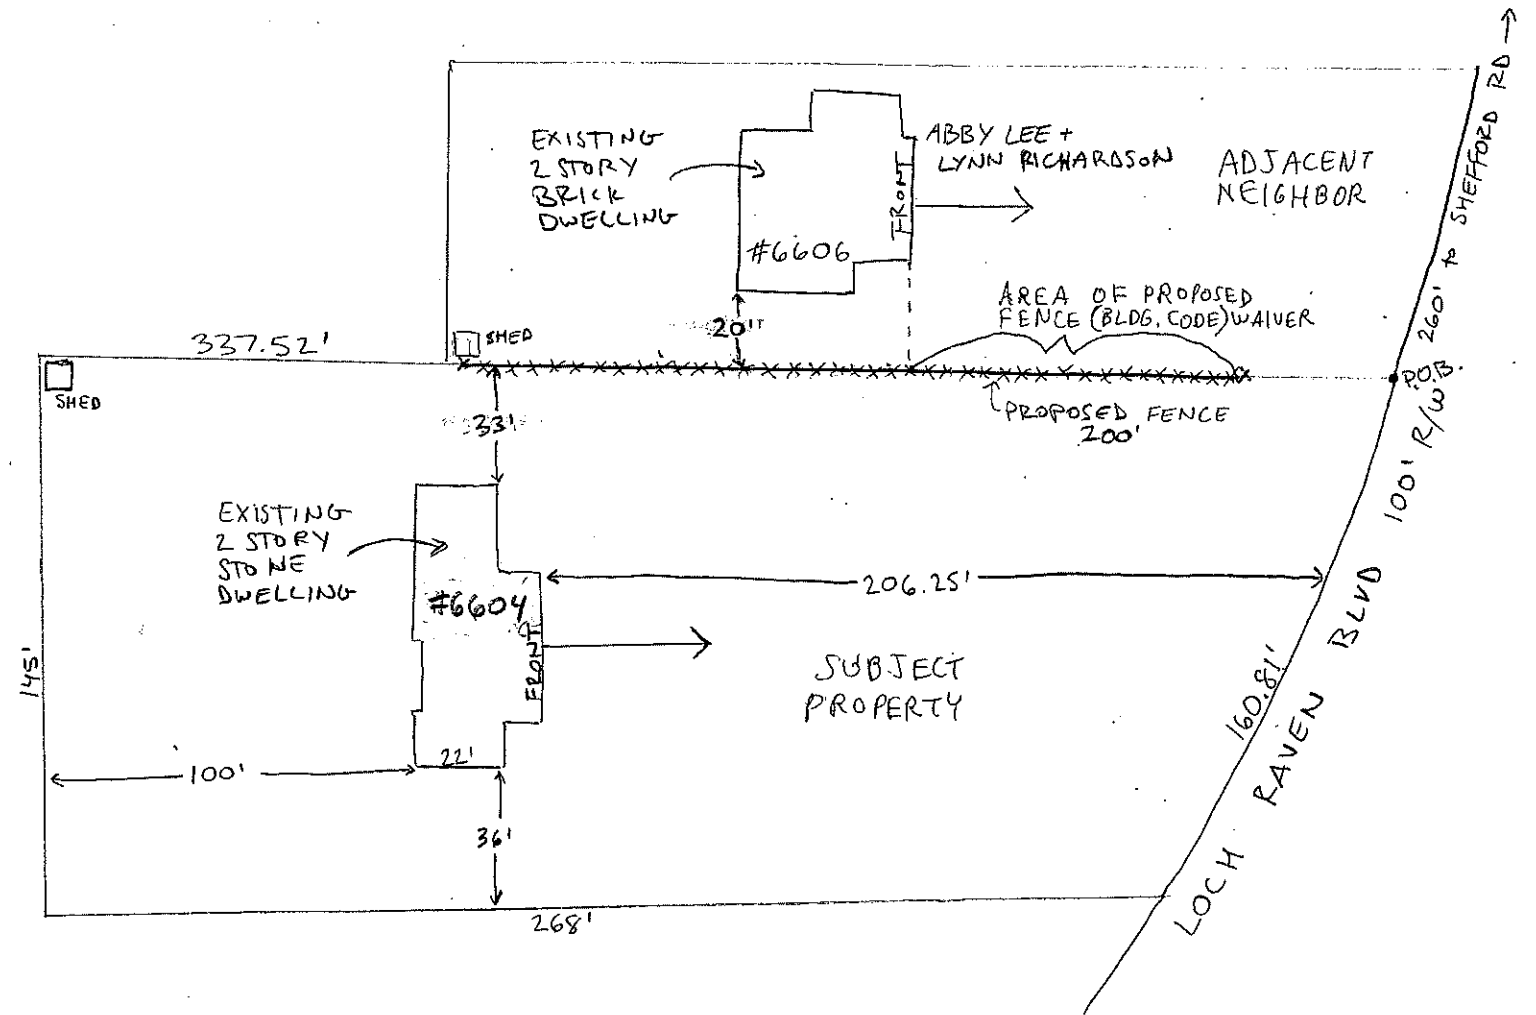 EXISTING
2 STORY
BRICK
DWELLING
#6606
FRONT
ABBY LEE +
LYNN RICHARDSON
ADJACENT
NEIGHBOR
260' to SHEFFORD RD →
AREA OF PROPOSED
FENCE (BLDG. CODE) WAIVER
20'
SHED
337.52'
SHED
P.O.B.
PROPOSED FENCE
200'
33'
EXISTING
2 STORY
STONE
DWELLING
#6604
FRONT
206.25'
SUBJECT
PROPERTY
145'
100'
22'
36'
268'
160.81'
LOCH RAVEN BLVD 100' R/W